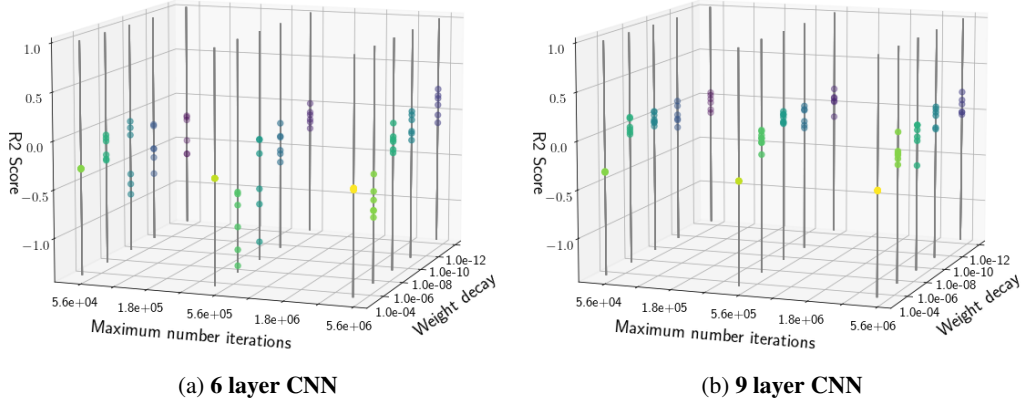 1.0
0.5
0.0
−0.5
−1.0
R2 Score
5.6e+04
1.8e+05
5.6e+05
1.8e+06
5.6e+06
Maximum number iterations
1.0e-12
1.0e-10
1.0e-08
1.0e-06
1.0e-04
Weight decay
(a) 6 layer CNN
1.0
0.5
0.0
−0.5
−1.0
R2 Score
5.6e+04
1.8e+05
5.6e+05
1.8e+06
5.6e+06
Maximum number iterations
1.0e-12
1.0e-10
1.0e-08
1.0e-06
1.0e-04
Weight decay
(b) 9 layer CNN